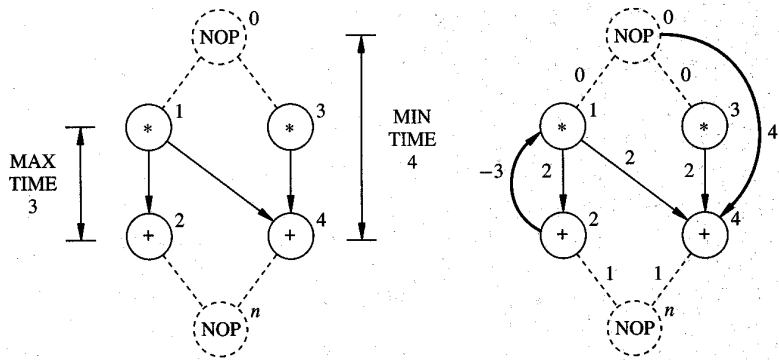 NOP 0
* 1
* 3
MAX
TIME
3
MIN
TIME
4
+ 2
+ 4
NOP n
NOP 0
0 0
* 1
* 3
4
-3
2 2 2
+ 2
+ 4
1 1
NOP n